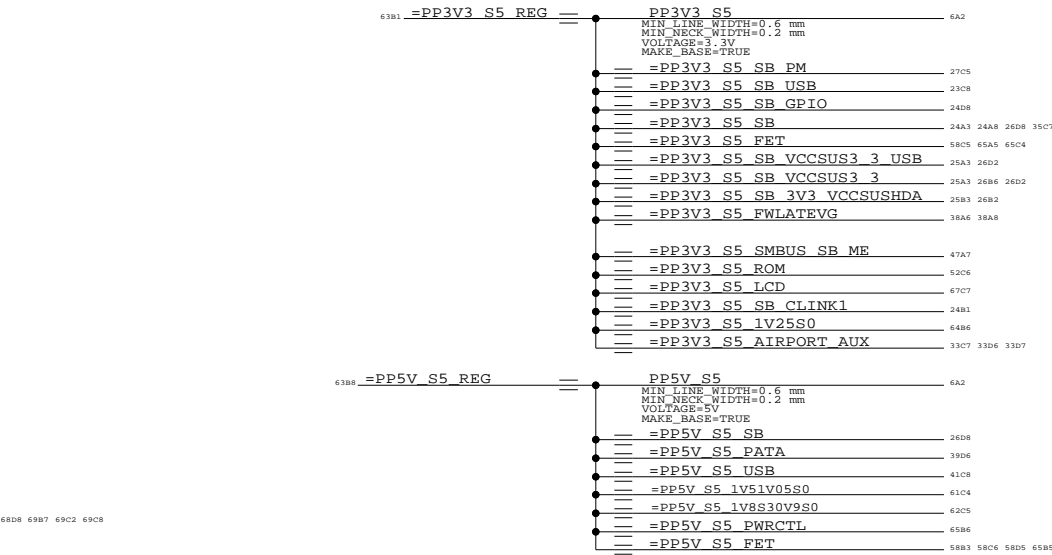 63B1 =PP3V3_S5_REG PP3V3_S5 6A2
MIN_LINE_WIDTH=0.6 mm
MIN_NECK_WIDTH=0.2 mm
VOLTAGE=3.3V
MAKE_BASE=TRUE
=PP3V3_S5_SB_PM 27C5
=PP3V3_S5_SB_USB 23C8
=PP3V3_S5_SB_GPIO 24D8
=PP3V3_S5_SB 24A3 24A8 26D8 35C7
=PP3V3_S5_FET 58C5 65A5 65C4
=PP3V3_S5_SB_VCCSUS3_3_USB 25A3 26D2
=PP3V3_S5_SB_VCCSUS3_3 25A3 26B6 26D2
=PP3V3_S5_SB_3V3_VCCSUSHDA 25B3 26B2
=PP3V3_S5_FWLATEVG 38A6 38A8
=PP3V3_S5_SMBUS_SB_ME 47A7
=PP3V3_S5_ROM 52C6
=PP3V3_S5_LCD 67C7
=PP3V3_S5_SB_CLINK1 24B1
=PP3V3_S5_1V25S0 64B6
=PP3V3_S5_AIRPORT_AUX 33C7 33D6 33D7
63B8 =PP5V_S5_REG PP5V_S5 6A2
MIN_LINE_WIDTH=0.6 mm
MIN_NECK_WIDTH=0.2 mm
VOLTAGE=5V
MAKE_BASE=TRUE
=PP5V_S5_SB 26D8
=PP5V_S5_PATA 39D6
=PP5V_S5_USB 41C8
=PP5V_S5_1V51V05S0 61C4
=PP5V_S5_1V8S30V9S0 62C5
68D8 69B7 69C2 69C8
=PP5V_S5_PWRCTL 65B6
=PP5V_S5_FET 58B3 58C6 58D5 65B5